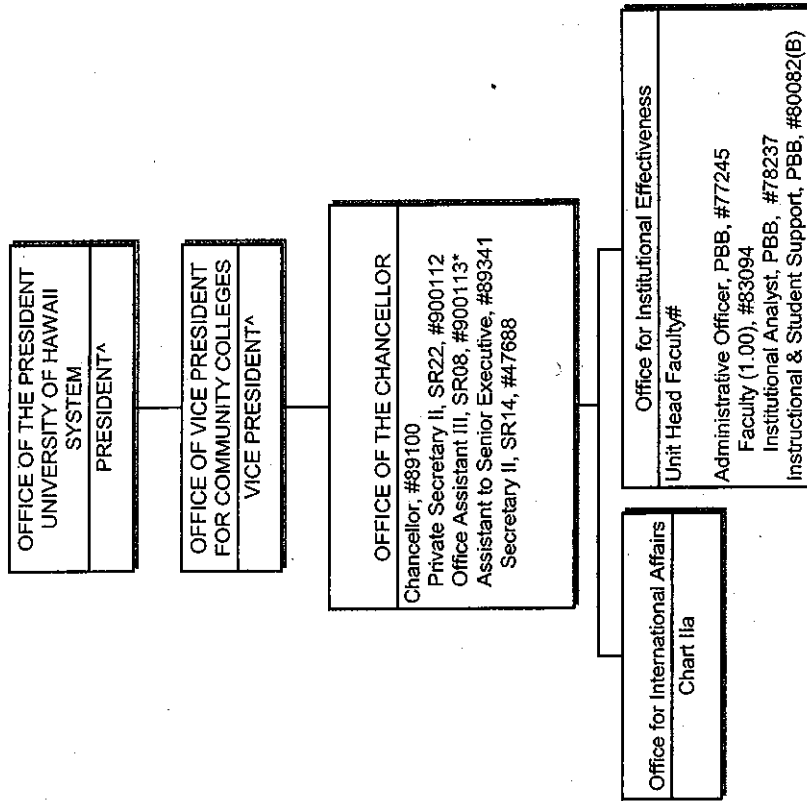 OFFICE OF THE PRESIDENT
UNIVERSITY OF HAWAII
SYSTEM
PRESIDENT^
OFFICE OF VICE PRESIDENT
FOR COMMUNITY COLLEGES
VICE PRESIDENT^
OFFICE OF THE CHANCELLOR
Chancellor, #89100
Private Secretary II, SR22, #900112
Office Assistant III, SR08, #900113*
Assistant to Senior Executive, #89341
Secretary II, SR14, #47688
Office for International Affairs
Chart IIa
Office for Institutional Effectiveness
Unit Head Faculty#
Administrative Officer, PBB, #77245
Faculty (1.00), #83094
Institutional Analyst, PBB, #78237
Instructional & Student Support, PBB, #80082(B)